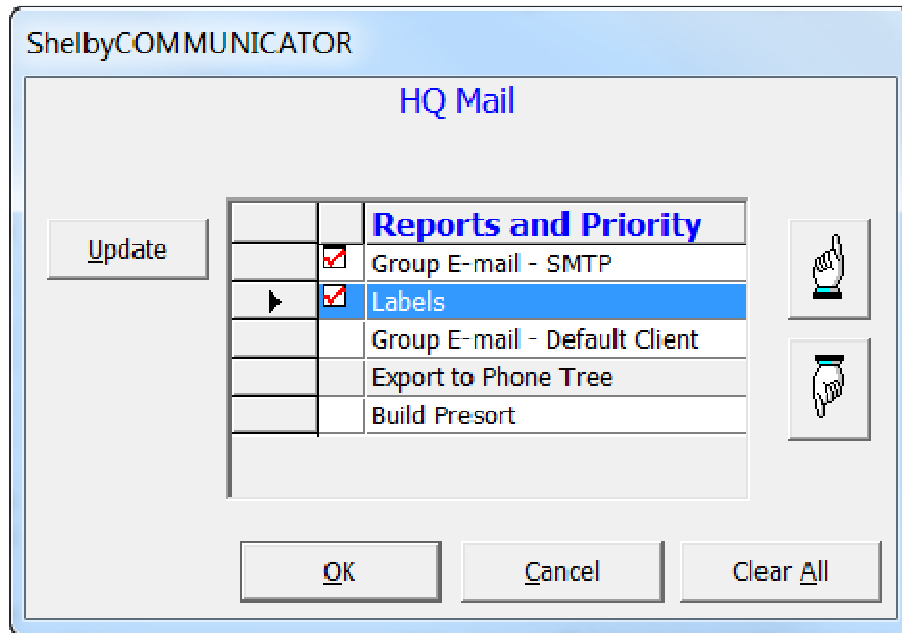 ShelbyCOMMUNICATOR
HQ Mail
Update
Reports and Priority
Group E-mail - SMTP
Labels
Group E-mail - Default Client
Export to Phone Tree
Build Presort
OK
Cancel
Clear All